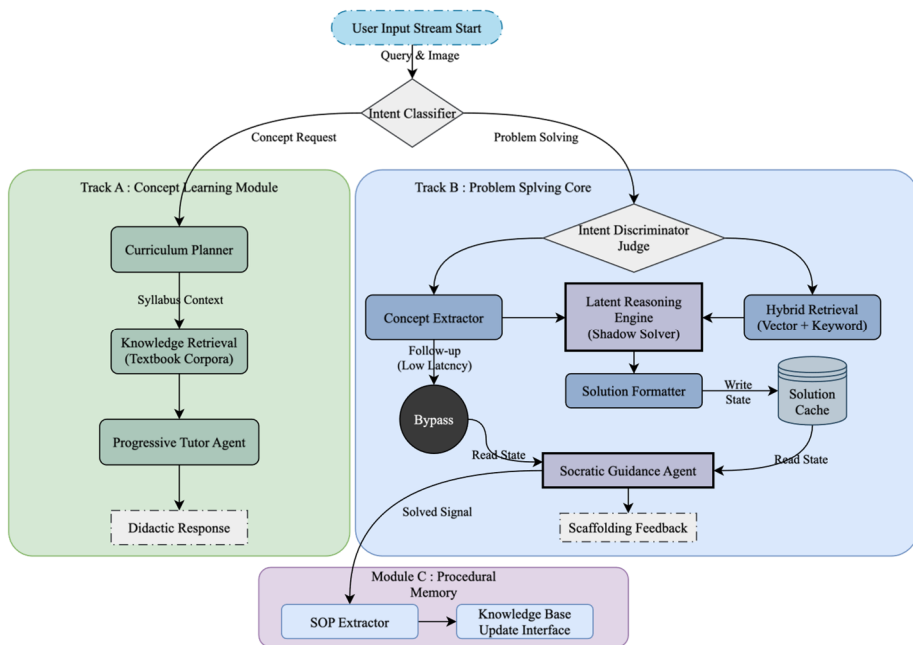 User Input Stream Start
Query & Image
Intent Classifier
Concept Request
Problem Solving
Track A : Concept Learning Module
Track B : Problem Splving Core
Curriculum Planner
Intent Discriminator
Judge
Syllabus Context
Concept Extractor
Latent Reasoning
Engine
(Shadow Solver)
Hybrid Retrieval
(Vector + Keyword)
Knowledge Retrieval
(Textbook Corpora)
Follow-up
(Low Latcncy)
Solution Formatter
Write
State
Solution
Cache
Progressive Tutor Agent
Bypass
Read State
Read State
Socratic Guidance Agent
Solved Signal
Didactic Response
Scaffolding Feedback
Module C : Procedural
Memory
SOP Extractor
Knowledge Base
Update Interface